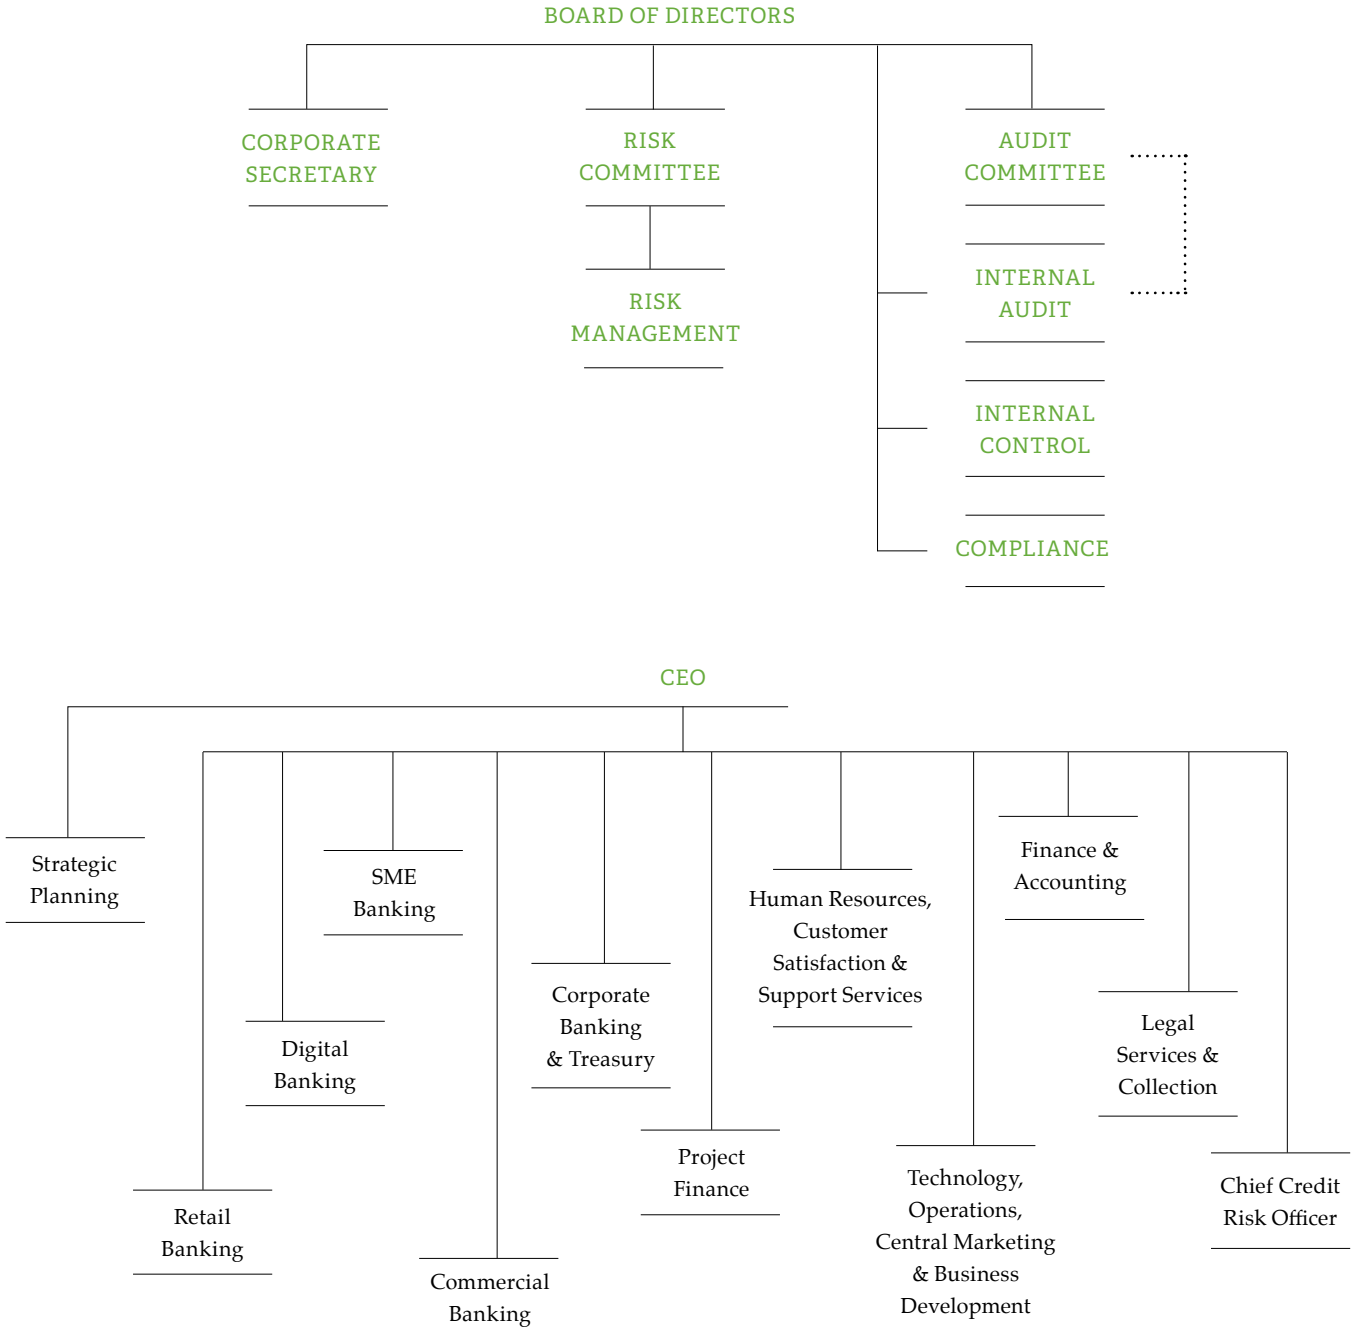 BOARD OF DIRECTORS
CORPORATE
SECRETARY
RISK
COMMITTEE
AUDIT
COMMITTEE
RISK
MANAGEMENT
INTERNAL
AUDIT
INTERNAL
CONTROL
COMPLIANCE
CEO
Strategic
Planning
Retail
Banking
Digital
Banking
SME
Banking
Commercial
Banking
Corporate
Banking
& Treasury
Project
Finance
Human Resources,
Customer
Satisfaction &
Support Services
Technology,
Operations,
Central Marketing
& Business
Development
Finance &
Accounting
Legal
Services &
Collection
Chief Credit
Risk Officer